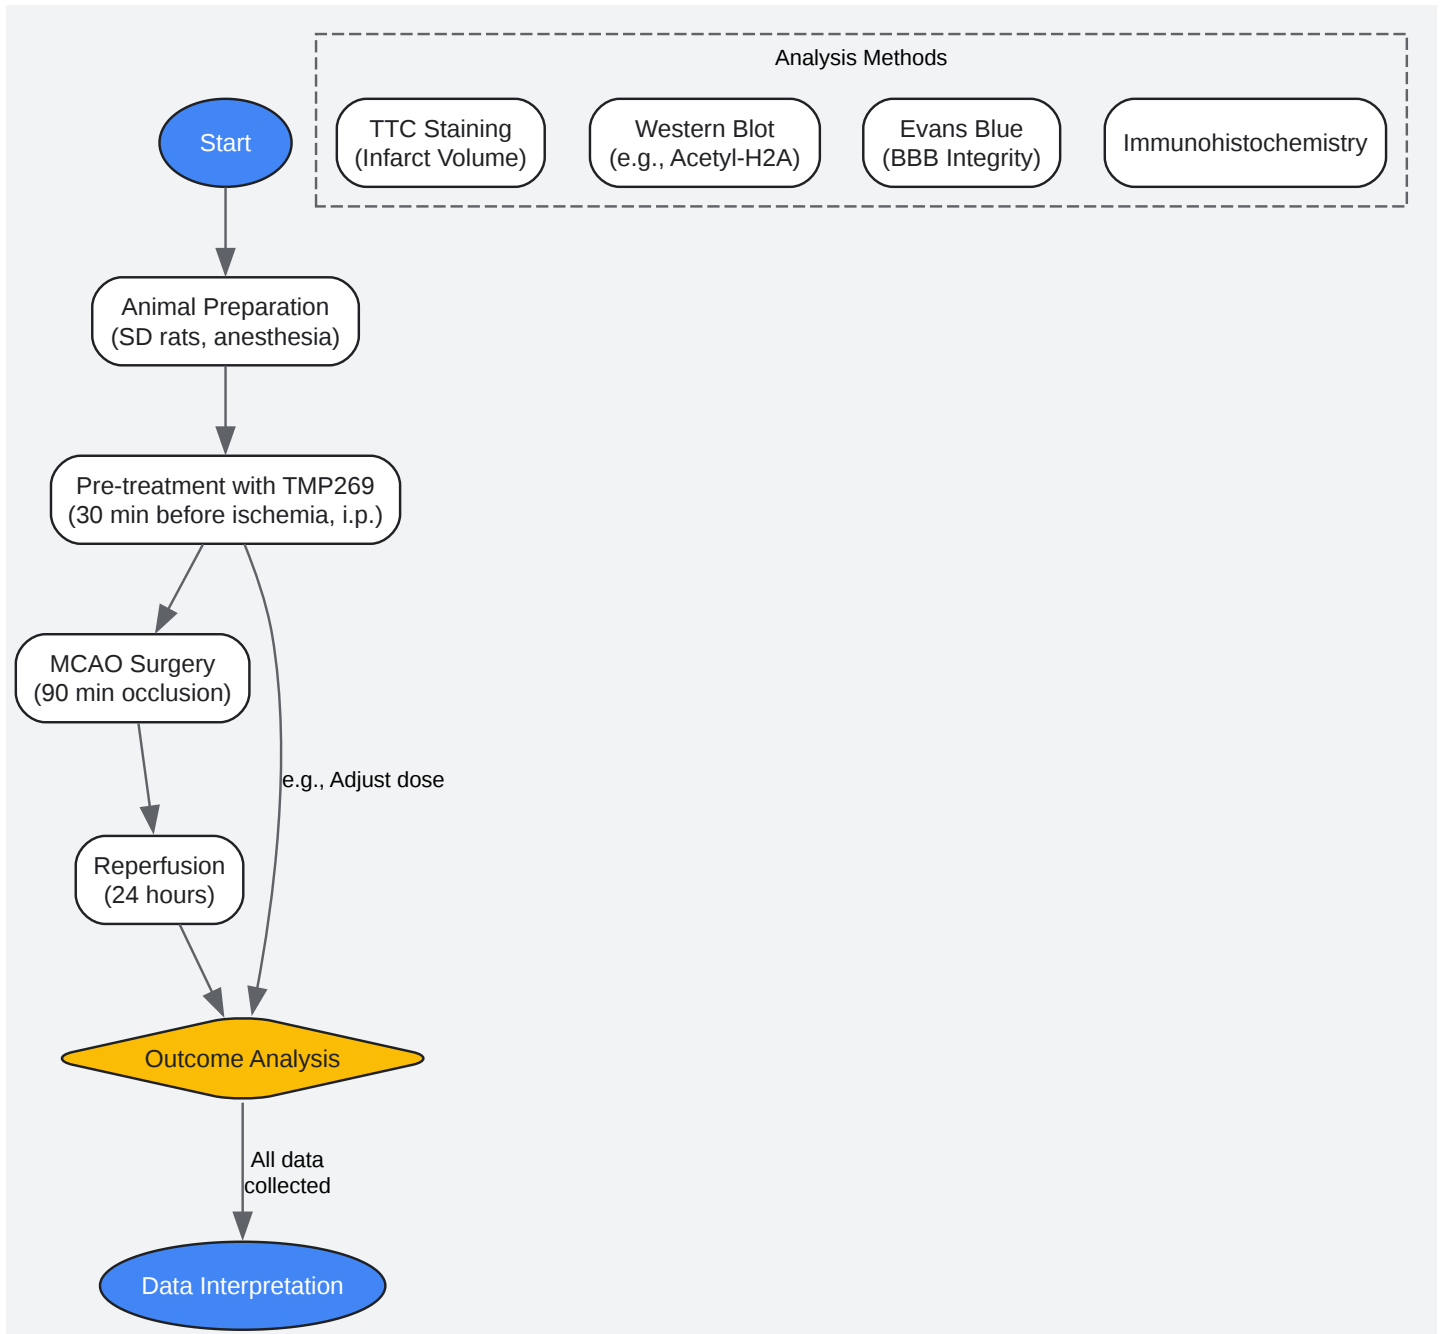 Analysis Methods
Start
TTC Staining
(Infarct Volume)
Western Blot
(e.g., Acetyl-H2A)
Evans Blue
(BBB Integrity)
Immunohistochemistry
Animal Preparation
(SD rats, anesthesia)
Pre-treatment with TMP269
(30 min before ischemia, i.p.)
MCAO Surgery
(90 min occlusion)
e.g., Adjust dose
Reperfusion
(24 hours)
Outcome Analysis
All data
collected
Data Interpretation